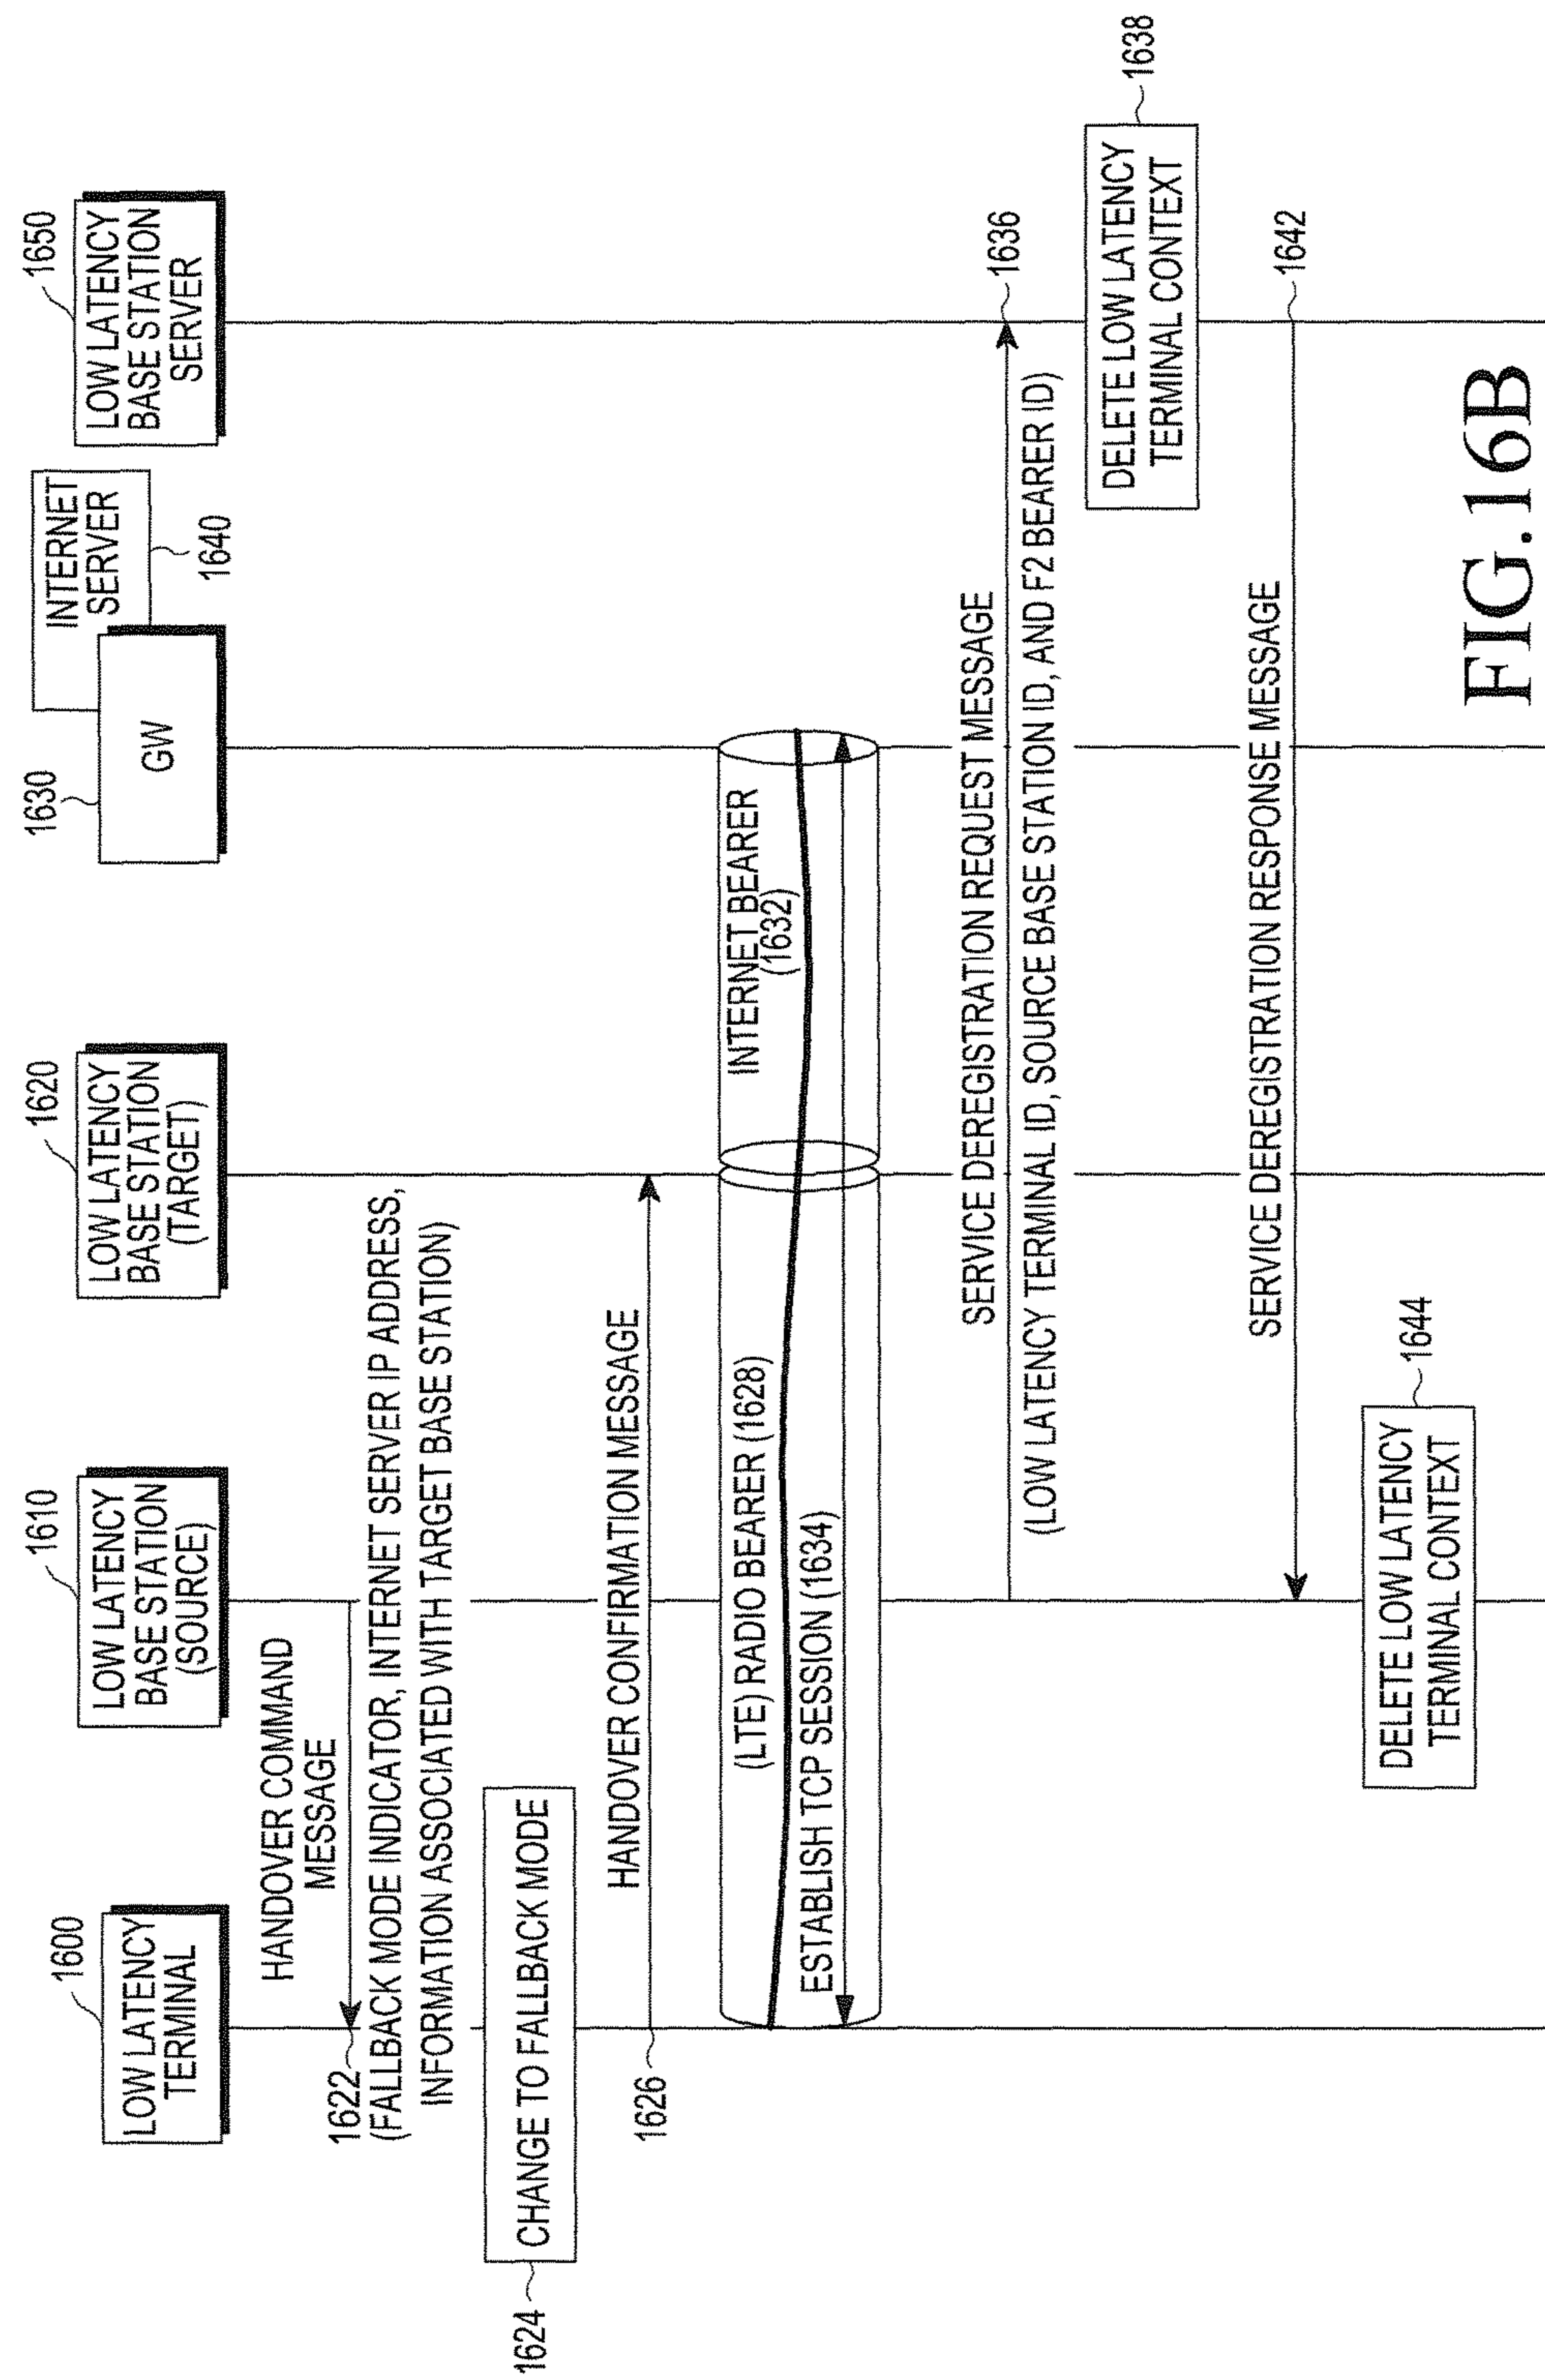 1600
LOW LATENCY
TERMINAL
1610
LOW LATENCY
BASE STATION
(SOURCE)
1620
LOW LATENCY
BASE STATION
(TARGET)
1630
GW
INTERNET
SERVER
1640
1650
LOW LATENCY
BASE STATION
SERVER
HANDOVER COMMAND
MESSAGE
1622
(FALLBACK MODE INDICATOR, INTERNET SERVER IP ADDRESS,
INFORMATION ASSOCIATED WITH TARGET BASE STATION)
1624
CHANGE TO FALLBACK MODE
HANDOVER CONFIRMATION MESSAGE
1626
(LTE) RADIO BEARER (1628)
INTERNET BEARER
(1632)
ESTABLISH TCP SESSION (1634)
SERVICE DEREGISTRATION REQUEST MESSAGE
1636
(LOW LATENCY TERMINAL ID, SOURCE BASE STATION ID, AND F2 BEARER ID)
DELETE LOW LATENCY
TERMINAL CONTEXT
1638
SERVICE DEREGISTRATION RESPONSE MESSAGE
1642
DELETE LOW LATENCY
TERMINAL CONTEXT
1644
FIG.16B